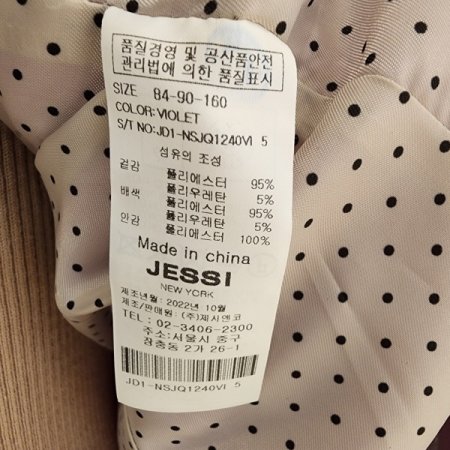 품질경영 및 공산품안전
관리법에 의한 품질표시
SIZE 84-90-160
COLOR:VIOLET
S/T NO:JD1-NSJQ1240VI 5
섬유의 조성
겉감 폴리에스터 95%
폴리우레탄 5%
배색 폴리에스터 95%
폴리우레탄 5%
안감 폴리에스터 100%
Made in china
JESSI
NEW YORK
제조년월: 2022년 10월
제조/판매원: (주)제시앤코
TEL: 02-3406-2300
주소:서울시 중구
장충동 2가 26-1
JD1-NSJQ1240VI 5